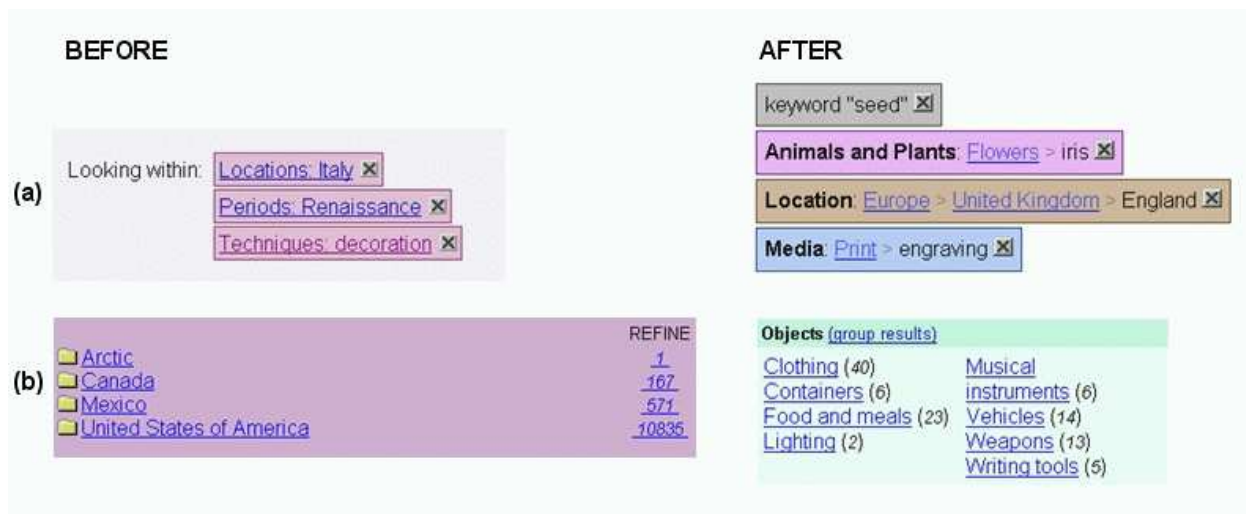 BEFORE
AFTER
(a)
Looking within: Locations: Italy
Periods: Renaissance
Techniques: decoration
keyword "seed"
Animals and Plants: Flowers > iris
Location: Europe > United Kingdom > England
Media: Print > engraving
(b)
REFINE
Arctic 1
Canada 167
Mexico 571
United States of America 10835
Objects (group results)
Clothing (40)
Containers (6)
Food and meals (23)
Lighting (2)
Musical
instruments (6)
Vehicles (14)
Weapons (13)
Writing tools (5)